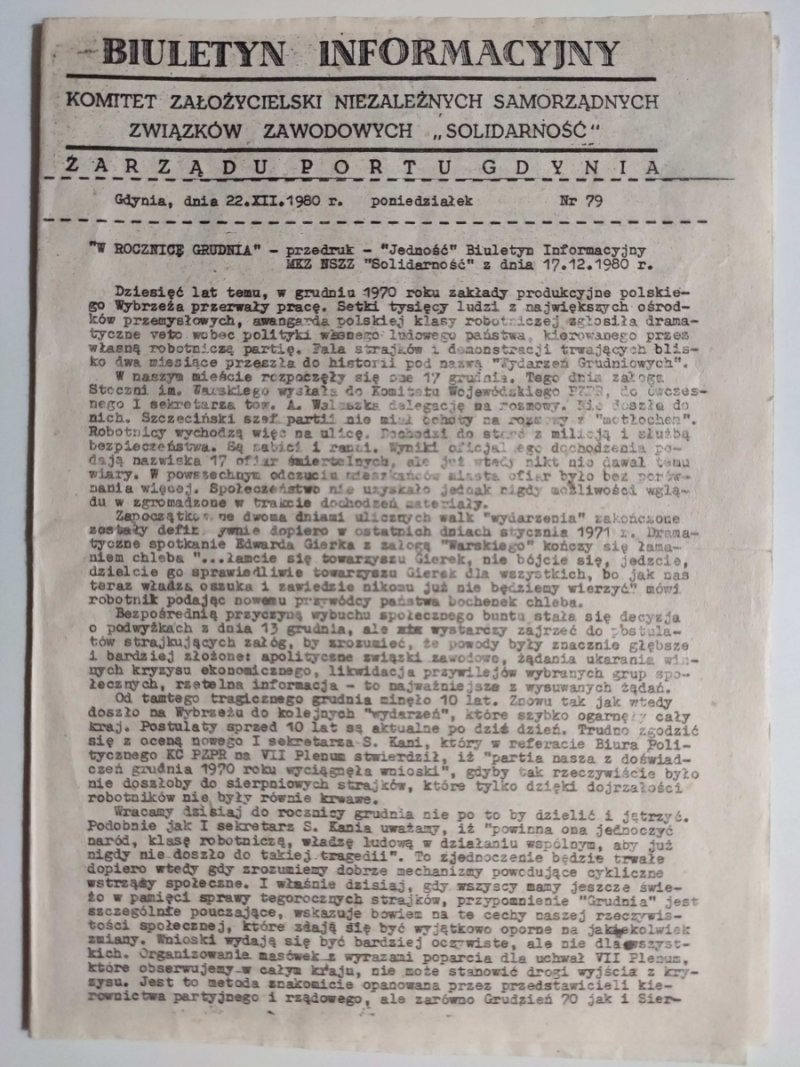 BIULETYN INFORMACYJNY
KOMITET ZAŁOŻYCIELSKI NIEZALEŻNYCH SAMORZĄDNYCH
ZWIĄZKÓW ZAWODOWYCH „SOLIDARNOŚĆ"
ZARZĄDU PORTU GDYNIA
Gdynia, dnia 22.XII.1980 r. poniedziałek Nr 79
"W ROCZNICĘ GRUDNIA" - przedruk - "Jedność" Biuletyn Informacyjny
MKZ NSZZ "Solidarność" z dnia 17.12.1980 r.
Dziesięć lat temu, w grudniu 1970 roku zakłady produkcyjne polskie-
go Wybrzeża przerwały pracę. Setki tysięcy ludzi z największych ośrod-
ków przemysłowych, awangarda polskiej klasy robotniczej zgłosiła drama-
tyczne veto wobec polityki własnego ludowego państwa, kierowanego przez
własną robotniczą partię. Fala strajków i demonstracji trwających blis-
ko dwa miesiące przeszła do historii pod nazwą "Wydarzeń Grudniowych".
W naszym mieście rozpoczęły się one 17 grudnia. Tego dnia załoga
Stoczni im. Warskiego wysłała do Komitetu Wojewódzkiego PZPR, do ówczes-
nego I sekretarza tow. A. Walaszka delegację na rozmowy. Nie doszła do
nich. Szczeciński szef partii nie miał ochoty na rozmowy z "motłochem".
Robotnicy wychodzą więc na ulicę. Dochodzi do starć z milicją i służbą
bezpieczeństwa. Są zabici i ranni. Wyniki oficjalnego dochodzenia po-
dają nazwiska 17 ofiar śmiertelnych, ale już wtedy nikt nie dawał temu
wiary. W powszechnym odczuciu mieszkańców miasta ofiar było bez porów-
nania więcej. Społeczeństwo nie uzyskało jednak nigdy możliwości wglą-
du w zgromadzone w trakcie dochodzeń materiały.
Zapoczątkowane dwoma dniami ulicznych walk "wydarzenia" zakończone
zostały dopiero w ostatnich dniach stycznia 1971 r. Drama-
tyczne spotkanie Edwarda Gierka z załogą "Warskiego" kończy się łama-
niem chleba "...łamcie się towarzyszu Gierek, nie bójcie się, jedzcie,
dzielcie go sprawiedliwie towarzyszu Gierek dla wszystkich, bo jak nas
teraz władza oszuka i zawiedzie nikomu już nie będziemy wierzyć" mówi
robotnik podając nowemu przywódcy państwa bochenek chleba.
Bezpośrednią przyczyną wybuchu społecznego buntu stała się decyzja
o podwyżkach z dnia 13 grudnia, ale wystarczy zajrzeć do postula-
tów strajkujących załóg, by zrozumieć, że powody były znacznie głębsze
i bardziej złożone: apolityczne związki zawodowe, żądania ukarania win-
nych kryzysu ekonomicznego, likwidacja przywilejów wybranych grup spo-
łecznych, rzetelna informacja - to najważniejsze z wysuwanych żądań.
Od tamtego tragicznego grudnia minęło 10 lat. Znowu tak jak wtedy
doszło na Wybrzeżu do kolejnych "wydarzeń", które szybko ogarnęły cały
kraj. Postulaty sprzed 10 lat są aktualne po dziś dzień. Trudno zgodzić
się z oceną nowego I sekretarza S. Kani, który w referacie Biura Poli-
tycznego KC PZPR na VII Plenum stwierdził, iż "partia nasza z doświad-
czeń grudnia 1970 roku wyciągnęła wnioski", gdyby tak rzeczywiście było
nie doszłoby do sierpniowych strajków, które tylko dzięki dojrzałości
robotników nie były równie krwawe.
Wracamy dzisiaj do rocznicy grudnia nie po to by dzielić i jątrzyć.
Podobnie jak I sekretarz S. Kania uważamy, iż "powinna ona jednoczyć
naród, klasę robotniczą, władzę ludową w działaniu wspólnym, aby już
nigdy nie doszło do takiej tragedii". To zjednoczenie będzie trwałe
dopiero wtedy gdy zrozumiemy dobrze mechanizmy powodujące cykliczne
wstrząsy społeczne. I właśnie dzisiaj, gdy wszyscy mamy jeszcze świe-
żo w pamięci sprawy tegorocznych strajków, przypomnienie "Grudnia" jest
szczególnie pouczające, wskazuje bowiem na te cechy naszej rzeczywis-
tości społecznej, które zdają się być wyjątkowo oporne na jakiekolwiek
zmiany. Wnioski wydają się być bardziej oczywiste, ale nie dla wszyst-
kich. Organizowanie masówek z wyrazami poparcia dla uchwał VII Plenum,
które obserwujemy w całym kraju, nie może stanowić drogi wyjścia z kry-
zysu. Jest to metoda znakomicie opanowana przez przedstawicieli kie-
rownictwa partyjnego i rządowego, ale zarówno Grudzień 70 jak i Sier-